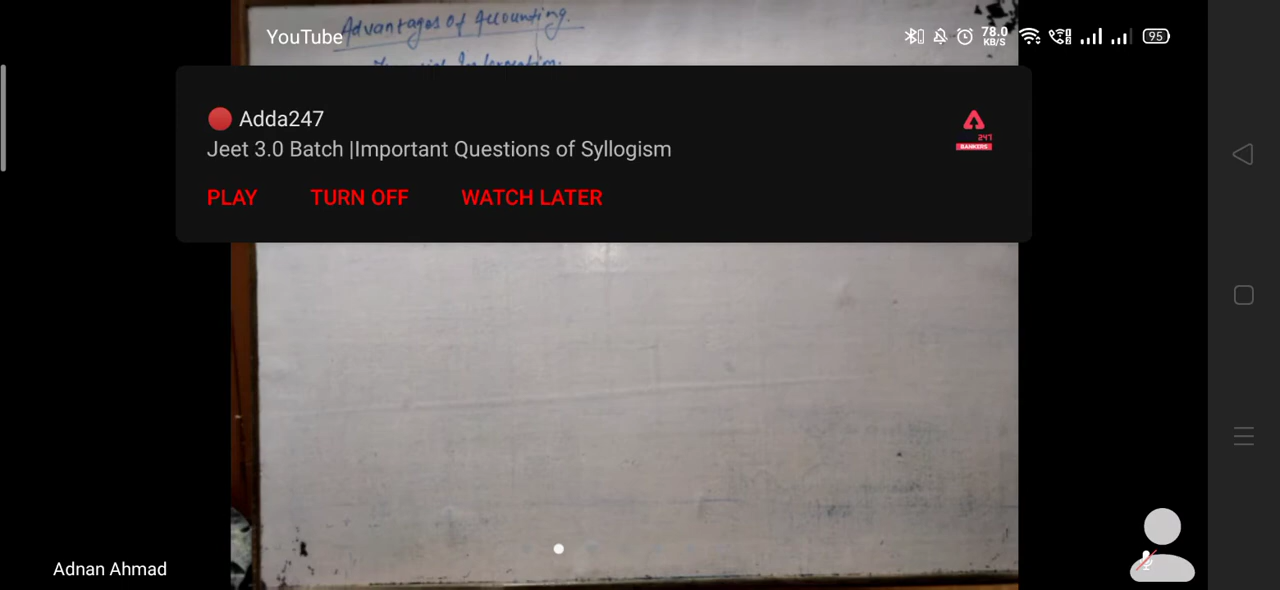 Advantages of Accounting.
YouTube
78.0
KB/S
95
Information.
Adda247
Jeet 3.0 Batch |Important Questions of Syllogism
247
BANKERS
PLAY TURN OFF WATCH LATER
Adnan Ahmad